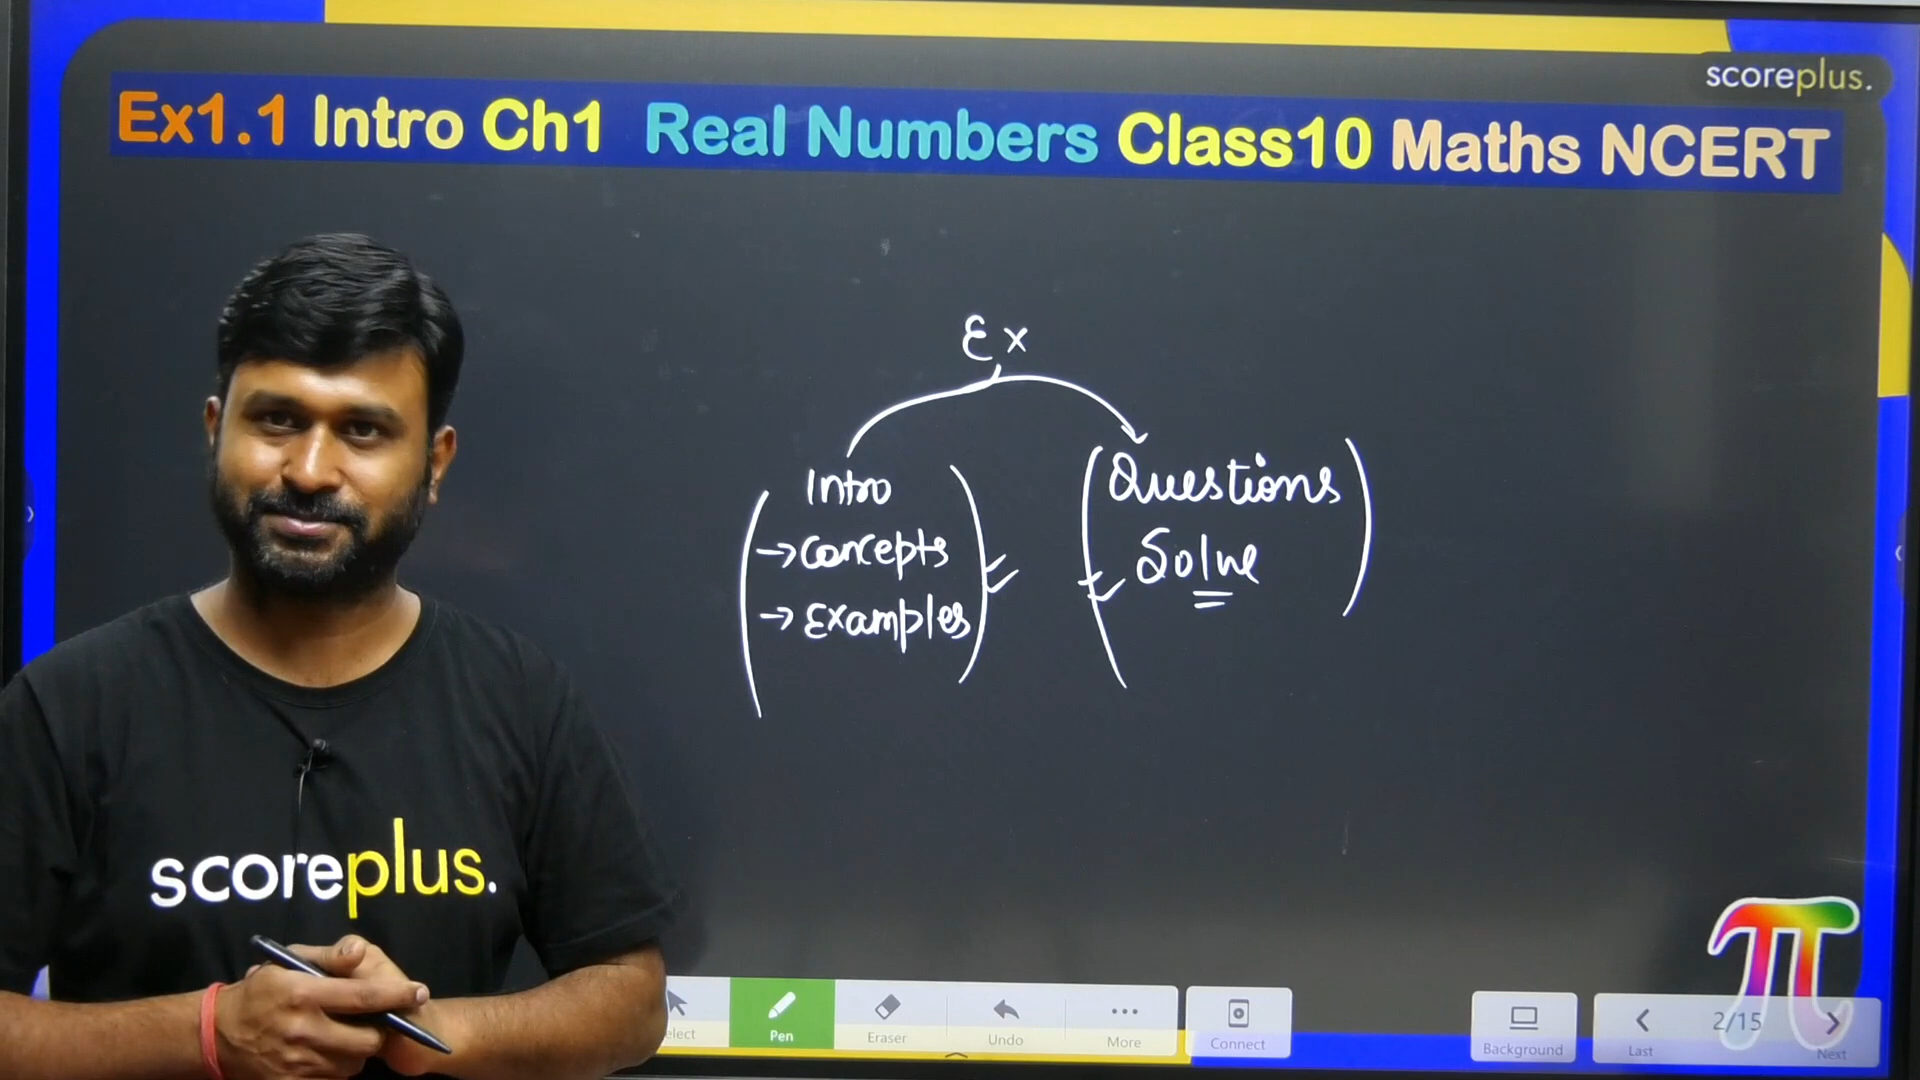 scoreplus.
Ex1.1 Intro Ch1 Real Numbers Class10 Maths NCERT
Ex
Intro
→ Concepts
→ Examples
Questions
Solve
scoreplus.
π
elect
Pen
Eraser
Undo
More
Connect
Background
Last
2/15
Next